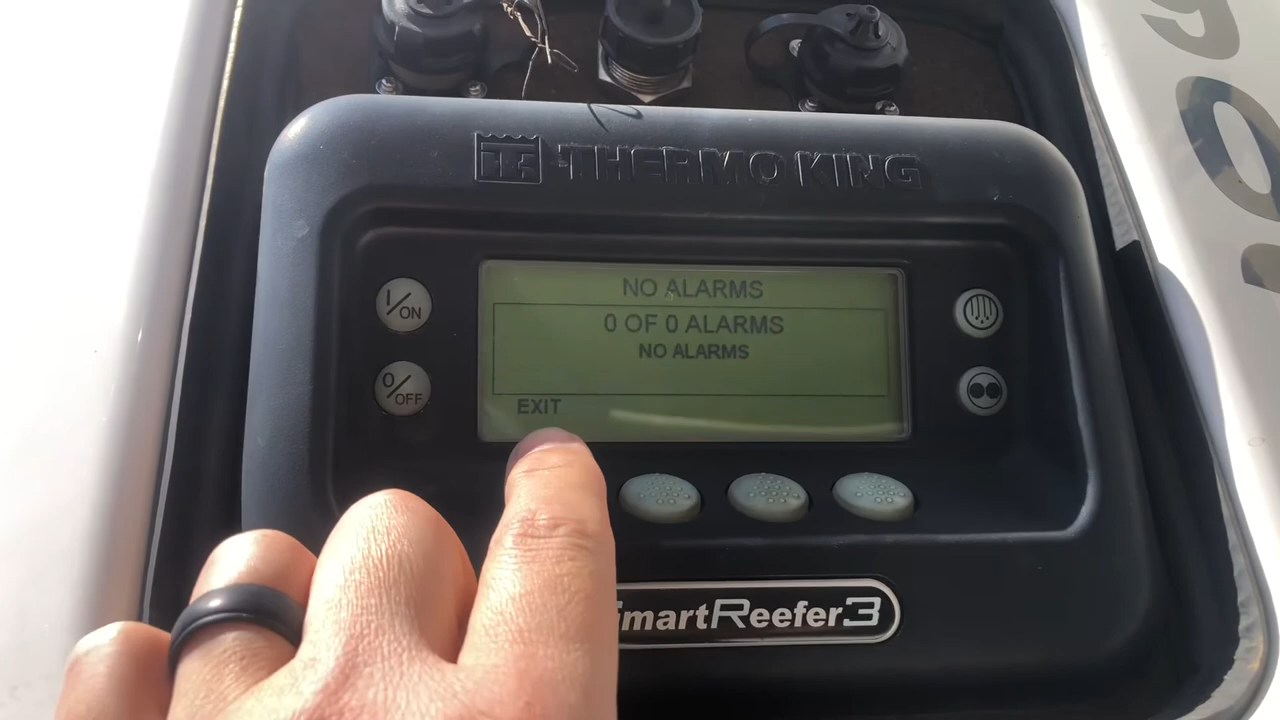 THERMO KING
I/ON
NO ALARMS
0 OF 0 ALARMS
NO ALARMS
0/OFF
EXIT
SmartReefer3